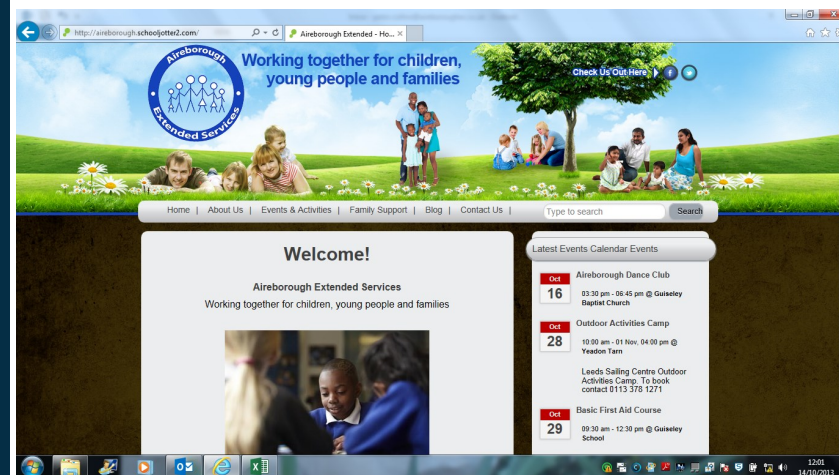 http://aireborough.schooljotter2.com/
Aireborough Extended - Ho...
Aireborough
Extended Services
Working together for children,
young people and families
Check Us Out Here
Home | About Us | Events & Activities | Family Support | Blog | Contact Us |
Type to search
Search
Welcome!
Aireborough Extended Services
Working together for children, young people and families
Latest Events Calendar Events
Oct
16
Aireborough Dance Club
03:30 pm - 06:45 pm @ Guiseley
Baptist Church
Oct
28
Outdoor Activities Camp
10:00 am - 01 Nov, 04:00 pm @
Yeadon Tarn
Leeds Sailing Centre Outdoor
Activities Camp. To book
contact 0113 378 1271
Oct
29
Basic First Aid Course
09:30 am - 12:30 pm @ Guiseley
School
12:01
14/10/2013